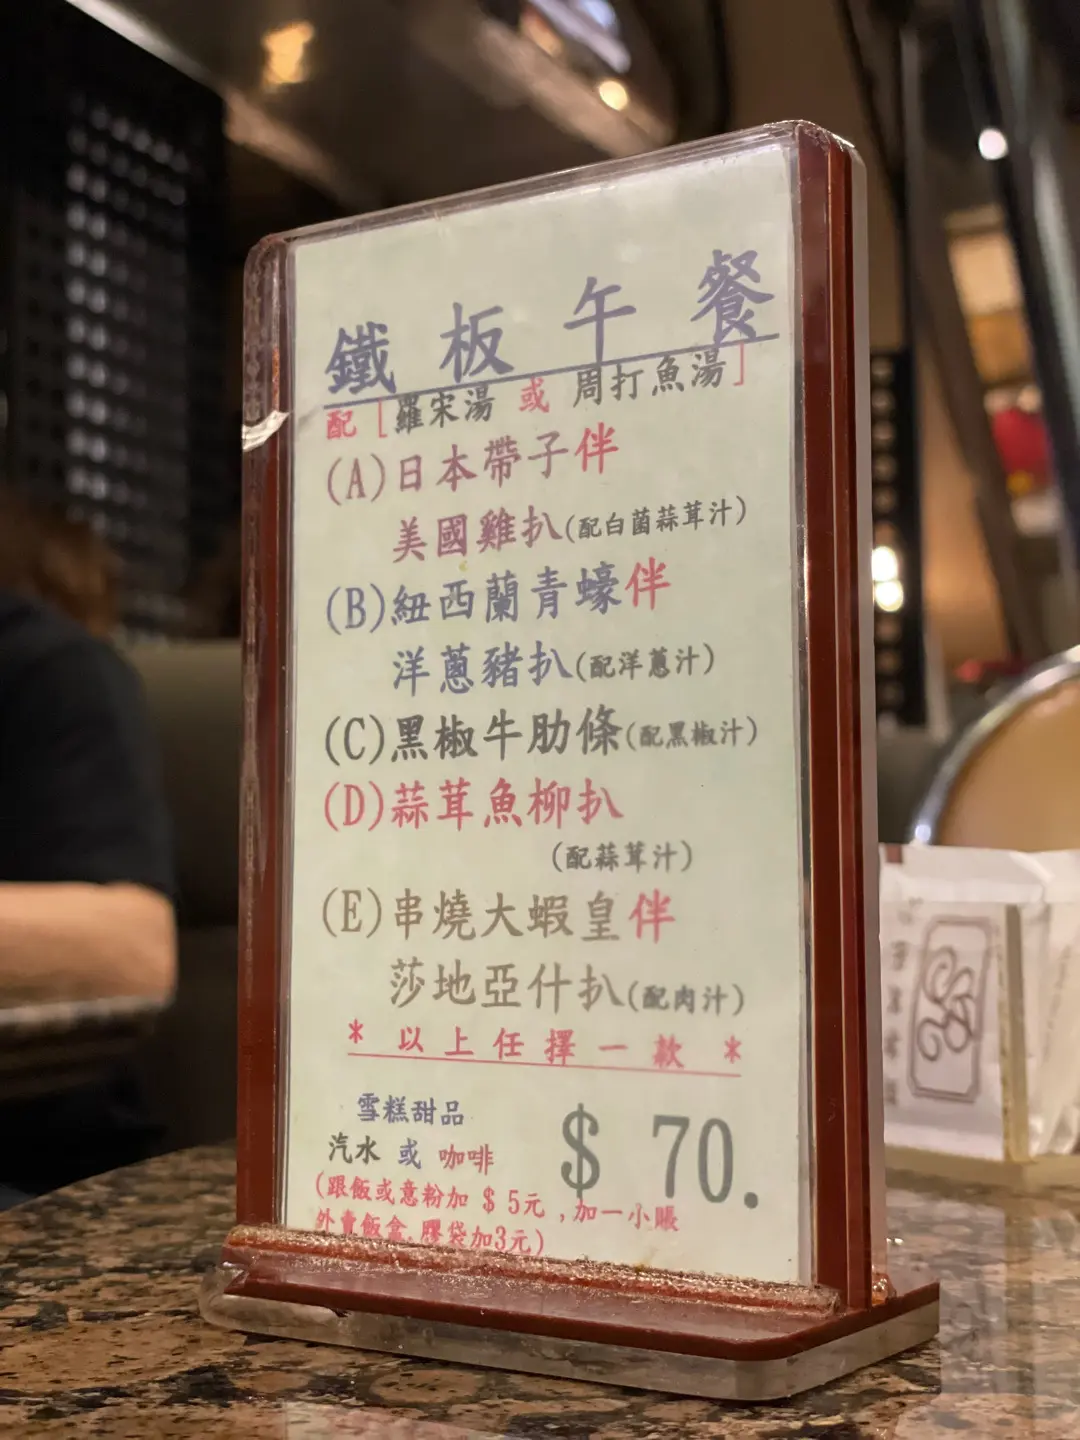 鐵板午餐
配[羅宋湯 或 周打魚湯]
(A)日本帶子伴
美國雞扒(配白菌蒜茸汁)
(B)紐西蘭青蠔伴
洋蔥豬扒(配洋蔥汁)
(C)黑椒牛肋條(配黑椒汁)
(D)蒜茸魚柳扒
(配蒜茸汁)
(E)串燒大蝦皇伴
莎地亞什扒(配肉汁)
* 以上任擇一款 *
雪糕甜品
汽水 或 咖啡
$ 70.
(跟飯或意粉加 $ 5元 ,加一小賬
外賣飯盒,膠袋加3元)